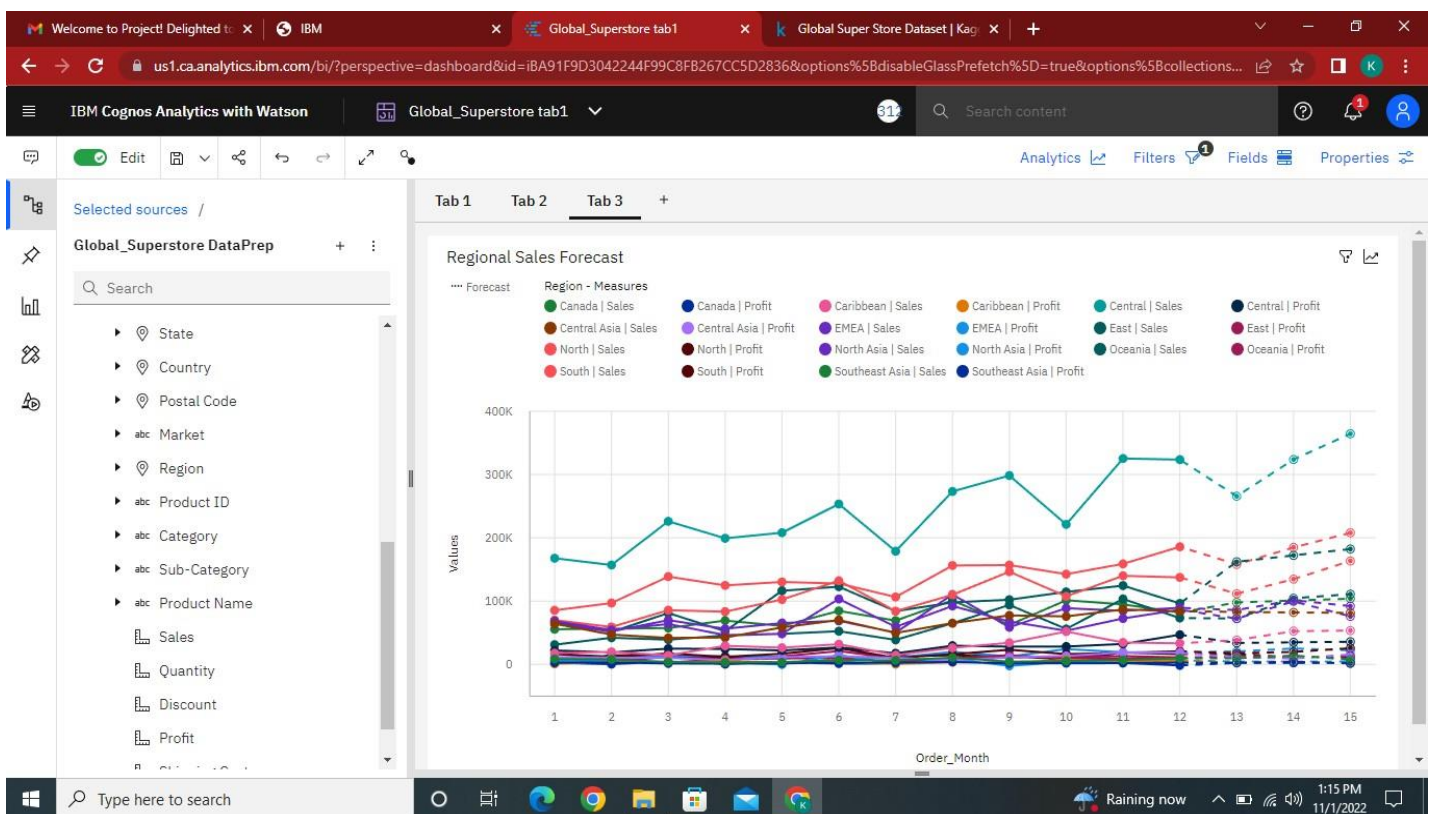 Welcome to Project! Delighted to
IBM
Global_Superstore tab1
Global Super Store Dataset | Kag
us1.ca.analytics.ibm.com/bi/?perspective=dashboard&id=iBA91F9D3042244F99C8FB267CC5D2836&options%5BdisableGlassPrefetch%5D=true&options%5Bcollections...
K
IBM Cognos Analytics with Watson
Global_Superstore tab1
Search content
1
Edit
Analytics
Filters
1
Fields
Properties
Selected sources /
Tab 1
Tab 2
Tab 3
Global_Superstore DataPrep
Search
State
Country
Postal Code
abc Market
Region
abc Product ID
abc Category
abc Sub-Category
abc Product Name
Sales
Quantity
Discount
Profit
Regional Sales Forecast
Forecast
Region - Measures
Canada | Sales Canada | Profit Caribbean | Sales Caribbean | Profit Central | Sales Central | Profit
Central Asia | Sales Central Asia | Profit EMEA | Sales EMEA | Profit East | Sales East | Profit
North | Sales North | Profit North Asia | Sales North Asia | Profit Oceania | Sales Oceania | Profit
South | Sales South | Profit Southeast Asia | Sales Southeast Asia | Profit
400K
300K
200K
100K
0
Values
1 2 3 4 5 6 7 8 9 10 11 12 13 14 15
Order_Month
Type here to search
Raining now
1:15 PM
11/1/2022